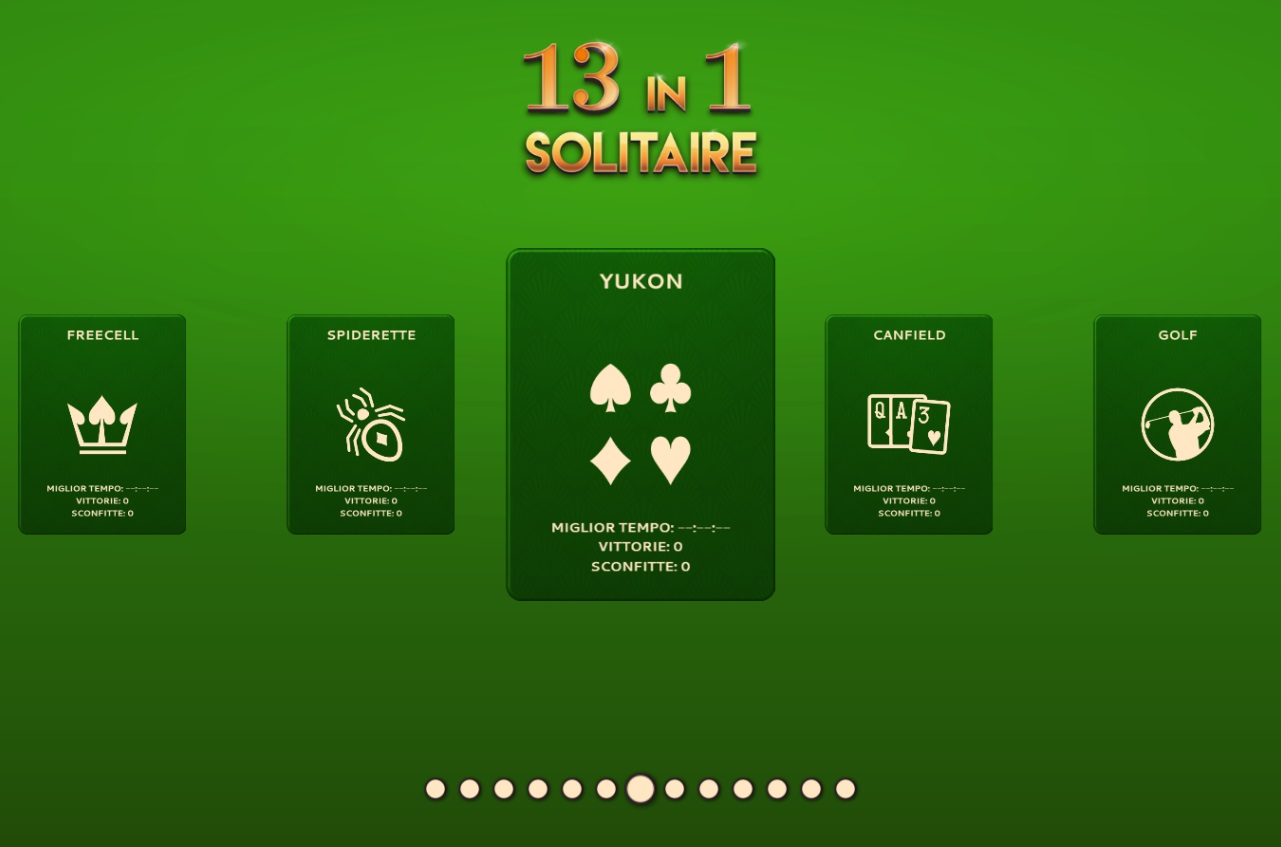 13 IN 1
SOLITAIRE
FREECELL
MIGLIOR TEMPO: --:--:--
VITTORIE: 0
SCONFITTE: 0
SPIDERETTE
MIGLIOR TEMPO: --:--:--
VITTORIE: 0
SCONFITTE: 0
YUKON
MIGLIOR TEMPO: --:--:--
VITTORIE: 0
SCONFITTE: 0
CANFIELD
Q A 3
MIGLIOR TEMPO: --:--:--
VITTORIE: 0
SCONFITTE: 0
GOLF
MIGLIOR TEMPO: --:--:--
VITTORIE: 0
SCONFITTE: 0